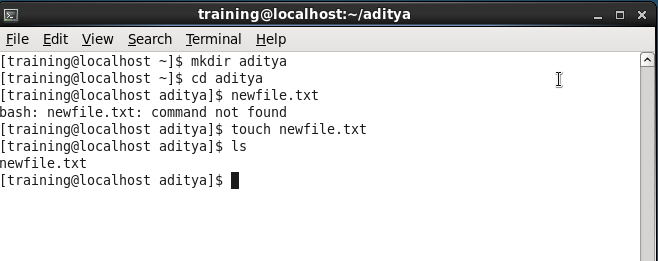 training@localhost:~/aditya
File Edit View Search Terminal Help
[training@localhost ~]$ mkdir aditya
[training@localhost ~]$ cd aditya
[training@localhost aditya]$ newfile.txt
bash: newfile.txt: command not found
[training@localhost aditya]$ touch newfile.txt
[training@localhost aditya]$ ls
newfile.txt
[training@localhost aditya]$